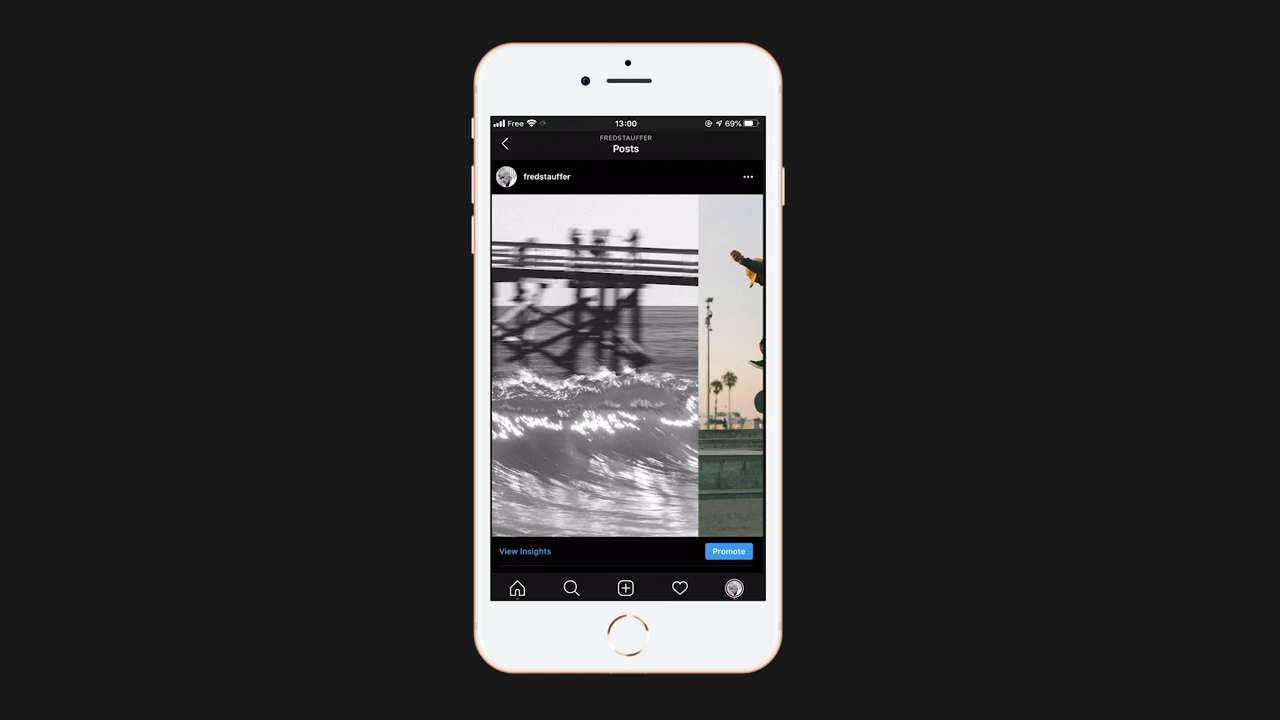 Free 13:00 69%
FREDSTAUFFER
Posts
fredstauffer
View Insights Promote